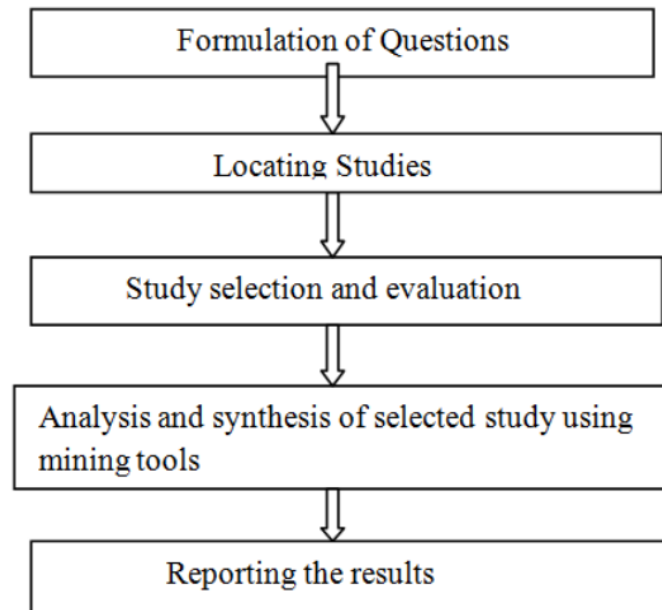 Formulation of Questions
Locating Studies
Study selection and evaluation
Analysis and synthesis of selected study using
mining tools
Reporting the results